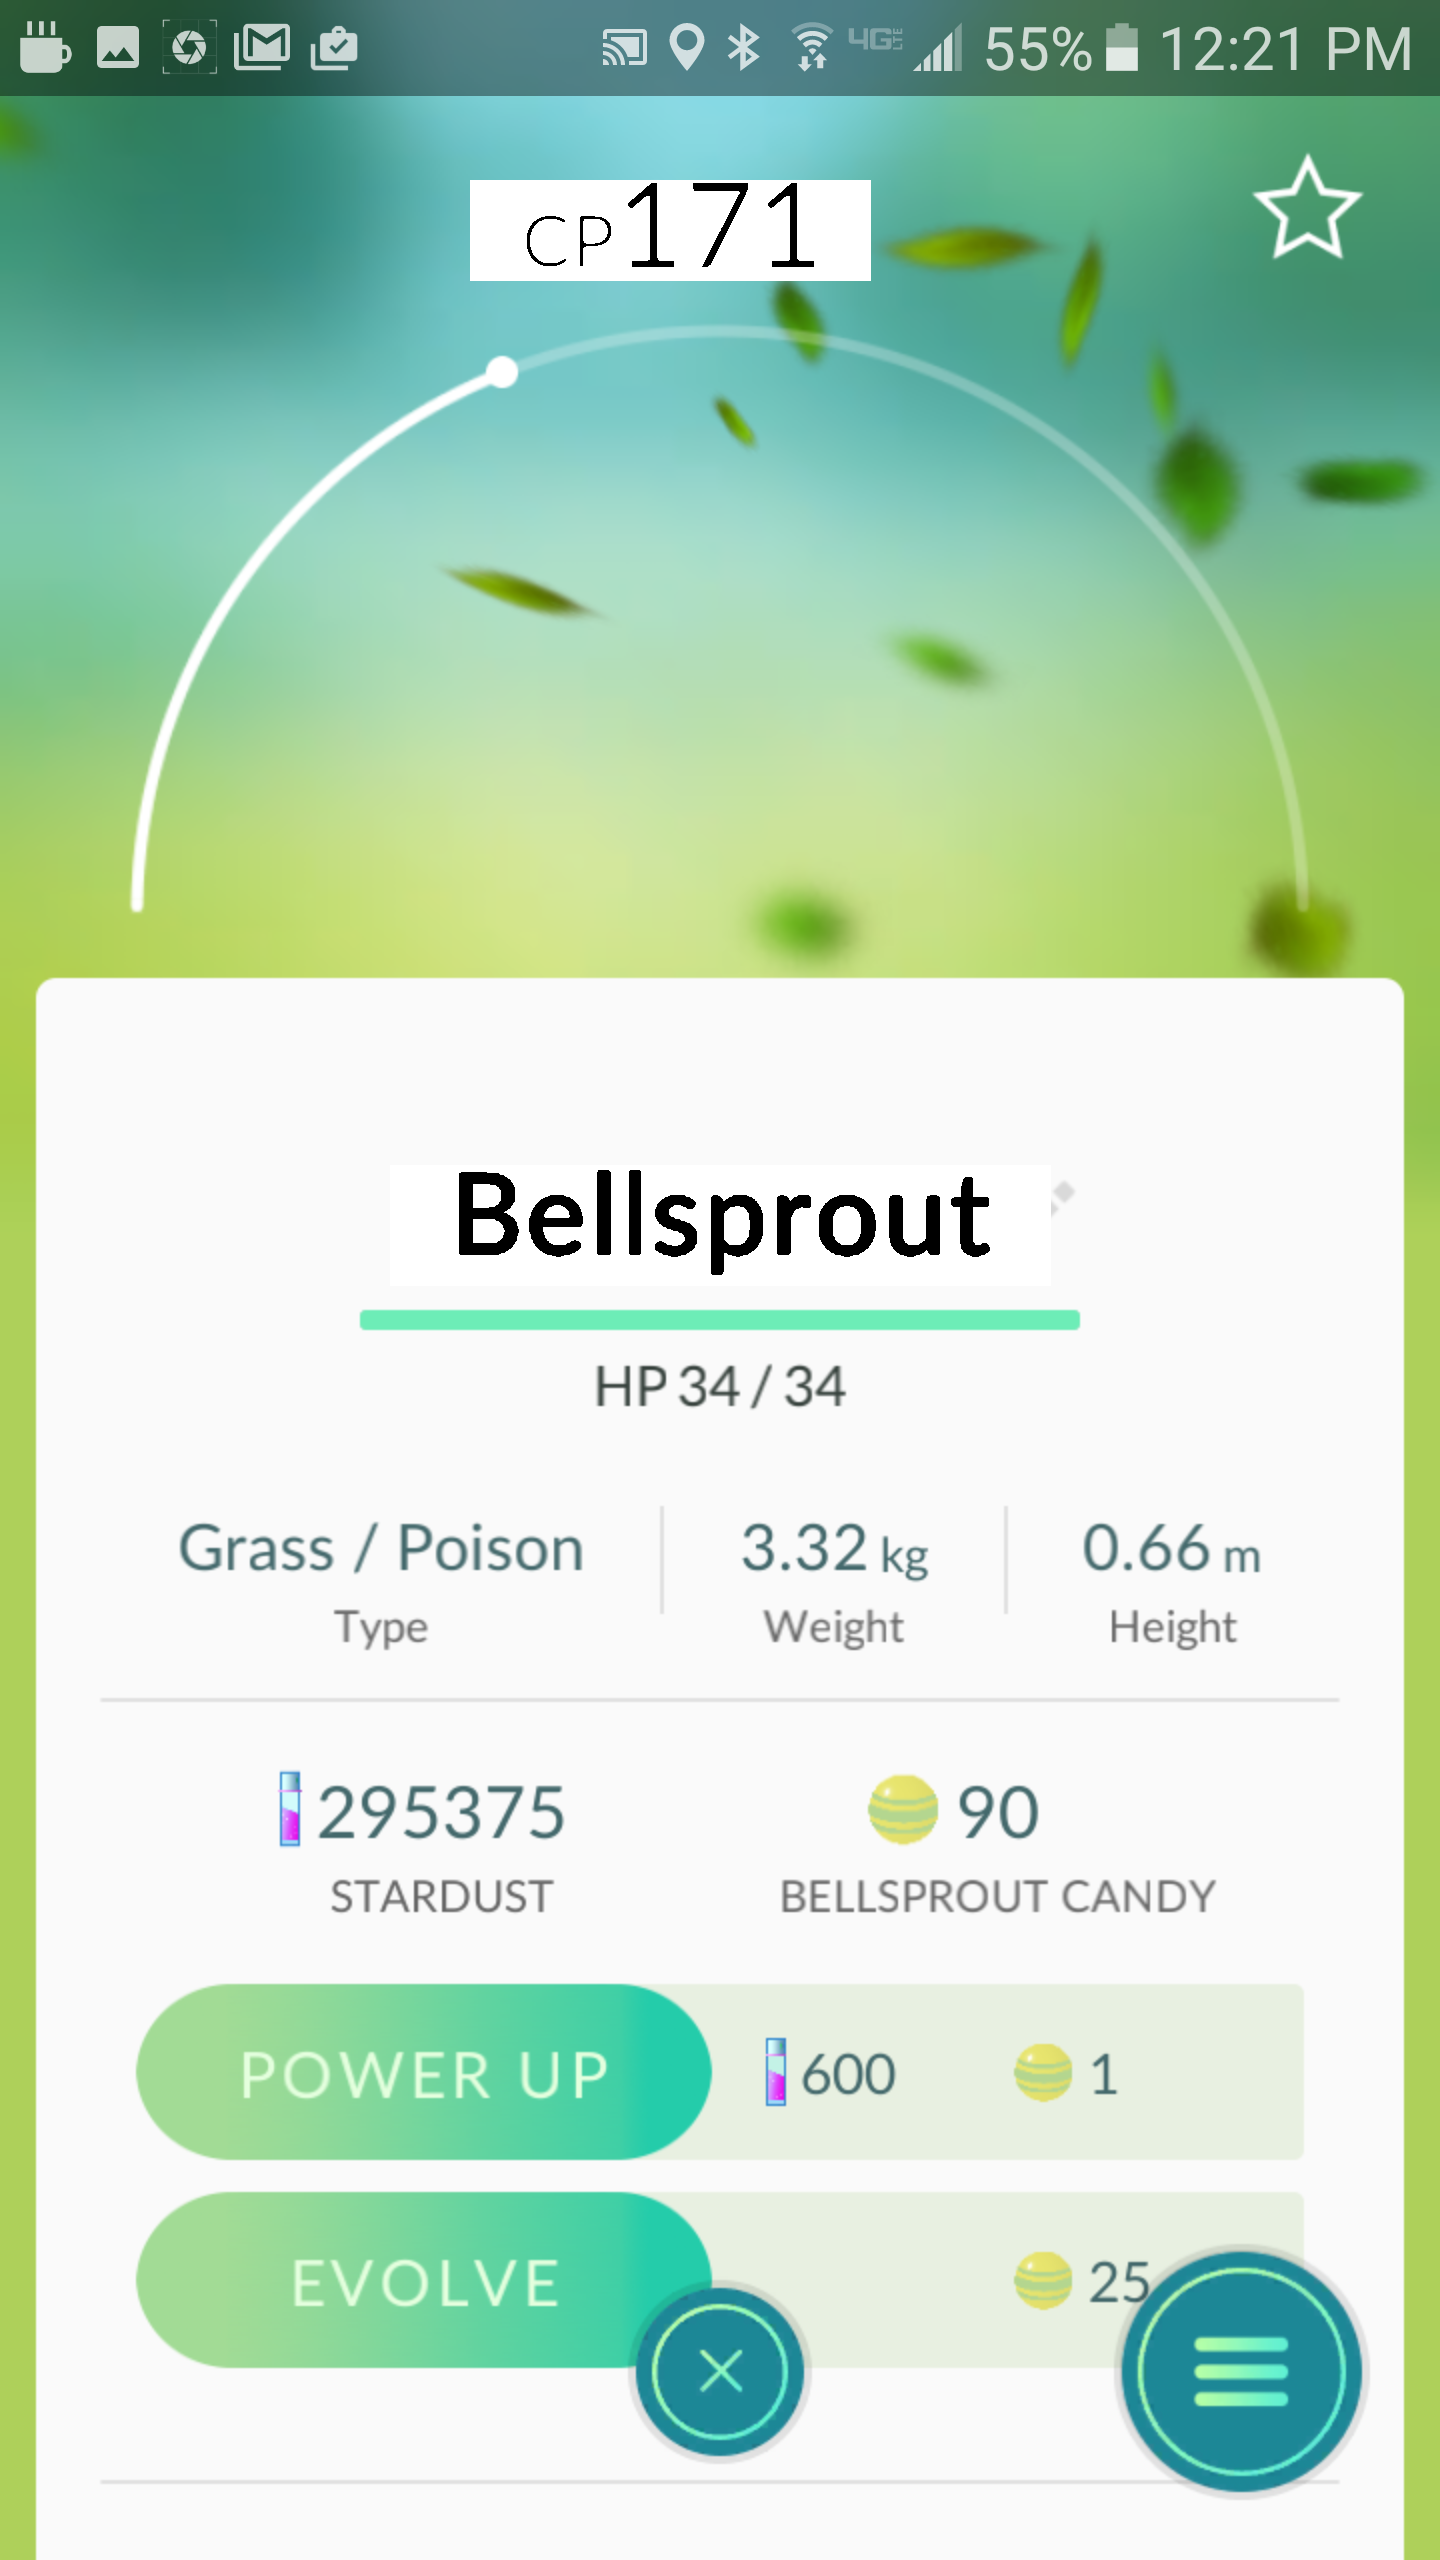 4G LTE 55% 12:21 PM
CP171
Bellsprout
HP 34 / 34
Grass / Poison 3.32 kg 0.66 m
Type Weight Height
295375 90
STARDUST BELLSPROUT CANDY
POWER UP 600 1
EVOLVE 25